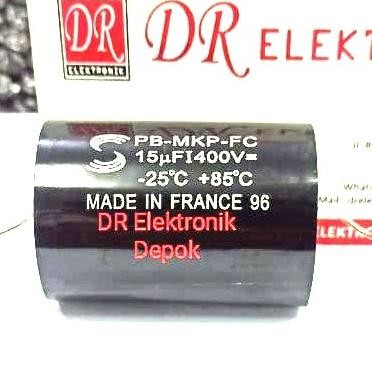 DR ELEKT
DR
ELEKTRONIK
PB-MKP-FC
15µFI400V=
-25°C +85°C
MADE IN FRANCE 96
DR Elektronik
Depok